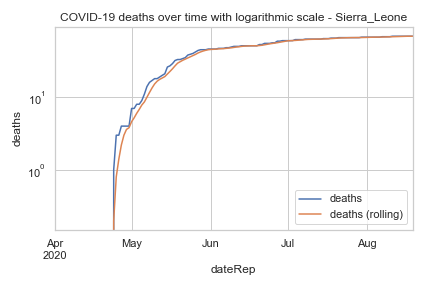 COVID-19 deaths over time with logarithmic scale - Sierra_Leone
deaths
10¹
10⁰
deaths
deaths (rolling)
Apr May Jun Jul Aug
2020
dateRep